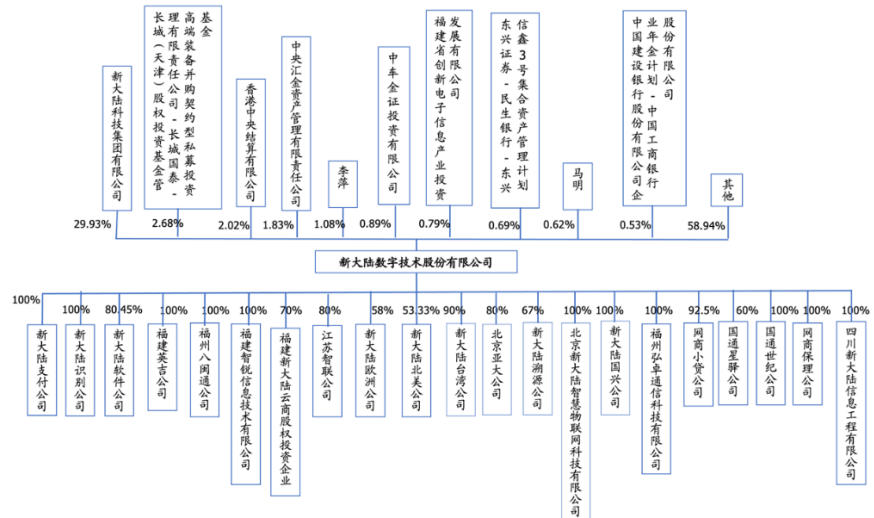 新大陆科技集团有限公司
长城（天津）股权投资基金管
理有限责任公司-长城国泰-
高端装备并购契约型私募投资
基金
香港中央结算有限公司
中央汇金资产管理有限责任公司
李萍
中车金证投资有限公司
福建省创新电子信息产业投资
发展有限公司
东兴证券-民生银行-东兴
信鑫3号集合资产管理计划
马明
中国建设银行股份有限公司企
业年金计划-中国工商银行
股份有限公司
其他
29.93%
2.68%
2.02%
1.83%
1.08%
0.89%
0.79%
0.69%
0.62%
0.53%
58.94%
新大陆数字技术股份有限公司
100%
100%
80.45%
100%
100%
100%
70%
80%
58%
53.33%
90%
80%
67%
100%
100%
100%
92.5%
60%
100%
100%
100%
新大陆支付公司
新大陆识别公司
新大陆软件公司
福建英吉公司
福州八闽通公司
福建智锐信息技术有限公司
福建新大陆云商股权投资企业
江苏智联公司
新大陆欧洲公司
新大陆北美公司
新大陆台湾公司
北京亚大公司
新大陆溯源公司
北京新大陆智慧物联网科技有限公司
新大陆国兴公司
福州弘卓通信科技有限公司
网商小贷公司
国通星驿公司
国通世纪公司
网商保理公司
四川新大陆信息工程有限公司